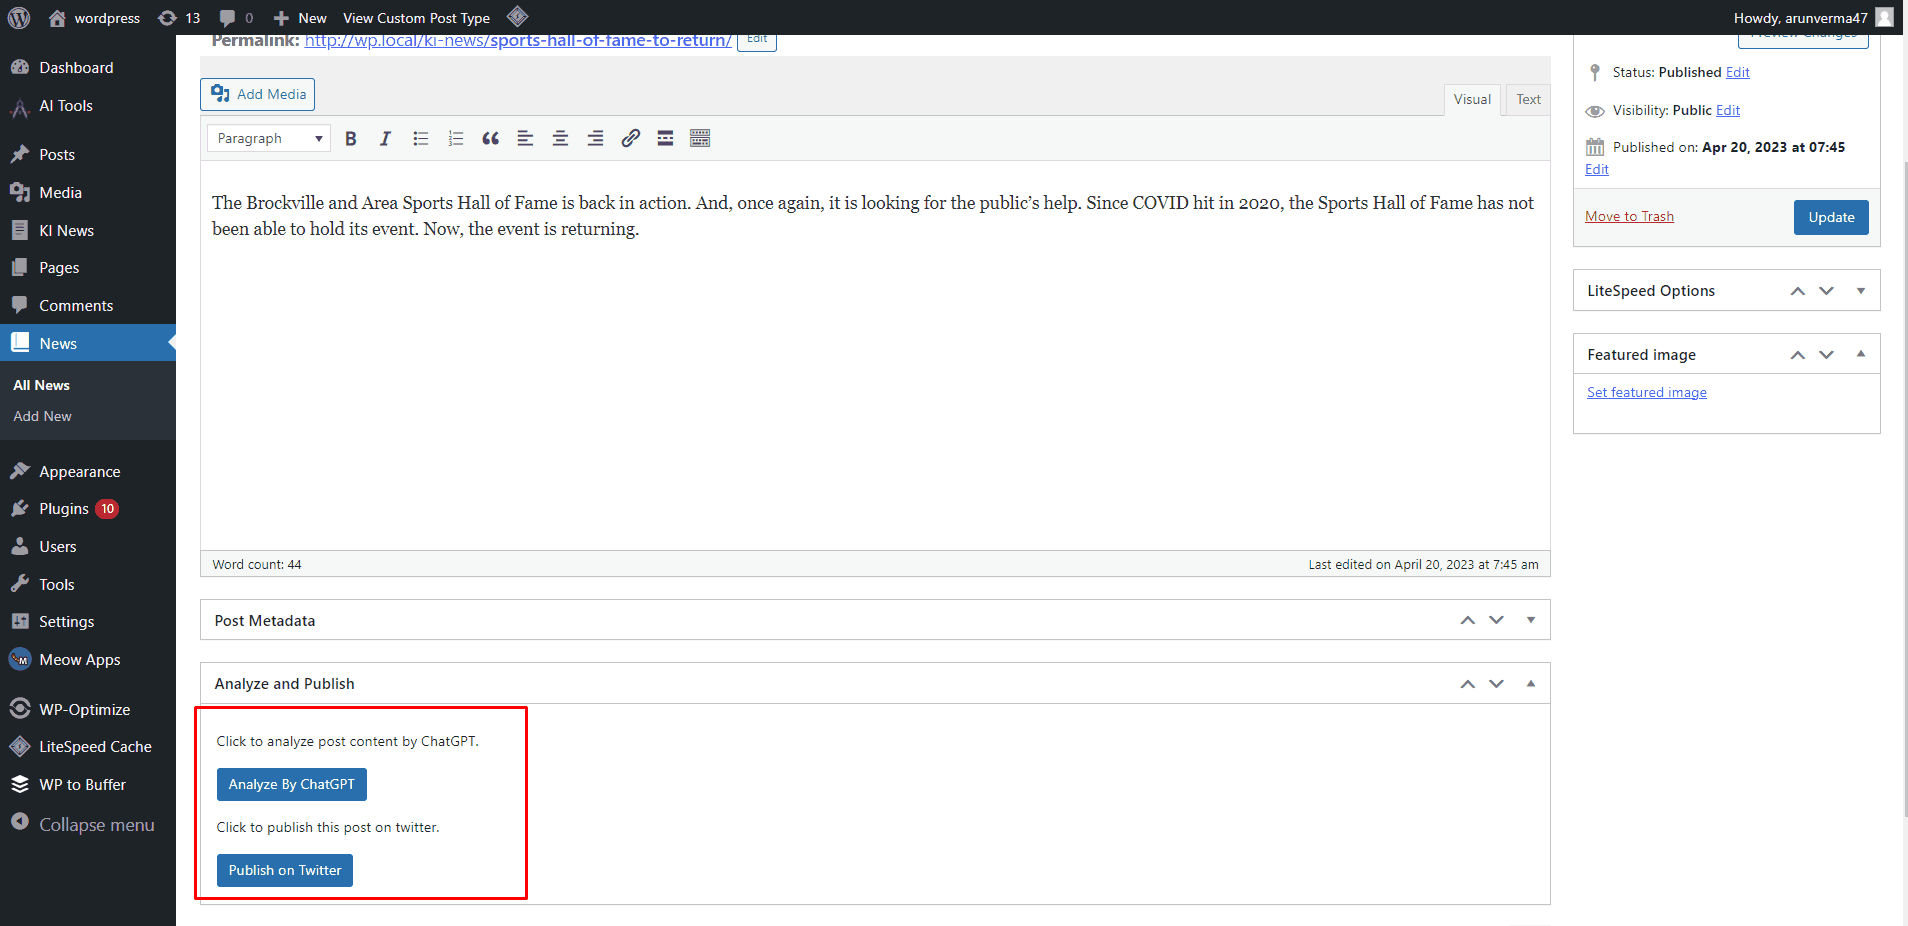 wordpress
13
0
New
View Custom Post Type
Howdy, arunverma47
Dashboard
AI Tools
Posts
Media
KI News
Pages
Comments
News
All News
Add New
Appearance
Plugins 10
Users
Tools
Settings
Meow Apps
WP-Optimize
LiteSpeed Cache
WP to Buffer
Collapse menu
Permalink: http://wp.local/ki-news/sports-hall-of-fame-to-return/ Edit
Add Media
Visual Text
Paragraph
The Brockville and Area Sports Hall of Fame is back in action. And, once again, it is looking for the public’s help. Since COVID hit in 2020, the Sports Hall of Fame has not
been able to hold its event. Now, the event is returning.
Word count: 44
Last edited on April 20, 2023 at 7:45 am
Post Metadata
Analyze and Publish
Click to analyze post content by ChatGPT.
Analyze By ChatGPT
Click to publish this post on twitter.
Publish on Twitter
Preview Changes
Status: Published Edit
Visibility: Public Edit
Published on: Apr 20, 2023 at 07:45
Edit
Move to Trash
Update
LiteSpeed Options
Featured image
Set featured image